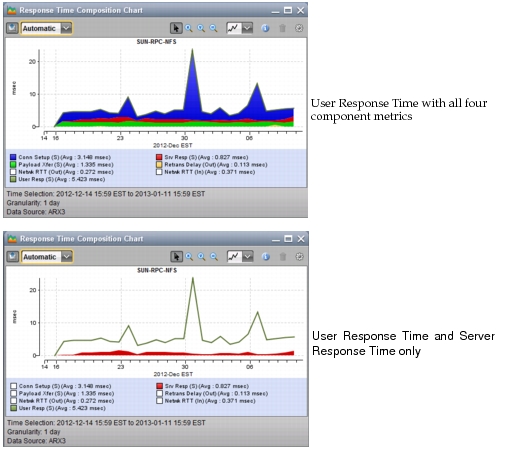 Response Time Composition Chart
Automatic
SUN-RPC-NFS
20
10
0
msec
14 16 23 30 06
2012-Dec EST
Conn Setup (S) (Avg : 3.148 msec) Srv Resp (S) (Avg : 0.827 msec)
Payload Xfer (S) (Avg : 1.335 msec) Retrans Delay (Out) (Avg : 0.113 msec)
Netwk RTT (Out) (Avg : 0.272 msec) Netwk RTT (In) (Avg : 0.371 msec)
User Resp (S) (Avg : 5.423 msec)
Time Selection: 2012-12-14 15:59 EST to 2013-01-11 15:59 EST
Granularity: 1 day
Data Source: ARX3
User Response Time with all four
component metrics
Response Time Composition Chart
Automatic
SUN-RPC-NFS
20
10
0
msec
14 16 23 30 06
2012-Dec EST
Conn Setup (S) (Avg : 3.148 msec) Srv Resp (S) (Avg : 0.827 msec)
Payload Xfer (S) (Avg : 1.335 msec) Retrans Delay (Out) (Avg : 0.113 msec)
Netwk RTT (Out) (Avg : 0.272 msec) Netwk RTT (In) (Avg : 0.371 msec)
User Resp (S) (Avg : 5.423 msec)
Time Selection: 2012-12-14 15:59 EST to 2013-01-11 15:59 EST
Granularity: 1 day
Data Source: ARX3
User Response Time and Server
Response Time only